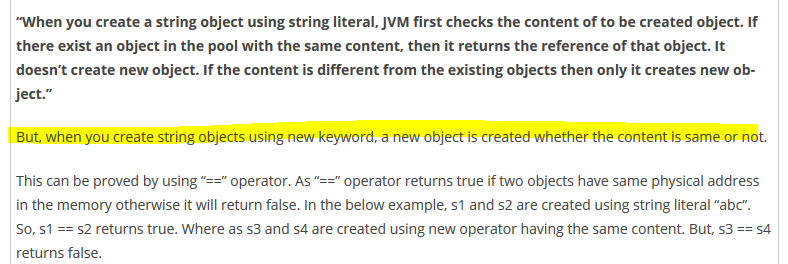 “When you create a string object using string literal, JVM first checks the content of to be created object. If
there exist an object in the pool with the same content, then it returns the reference of that object. It
doesn’t create new object. If the content is different from the existing objects then only it creates new ob-
ject.”
But, when you create string objects using new keyword, a new object is created whether the content is same or not.
This can be proved by using “==” operator. As “==” operator returns true if two objects have same physical address
in the memory otherwise it will return false. In the below example, s1 and s2 are created using string literal “abc”.
So, s1 == s2 returns true. Where as s3 and s4 are created using new operator having the same content. But, s3 == s4
returns false.